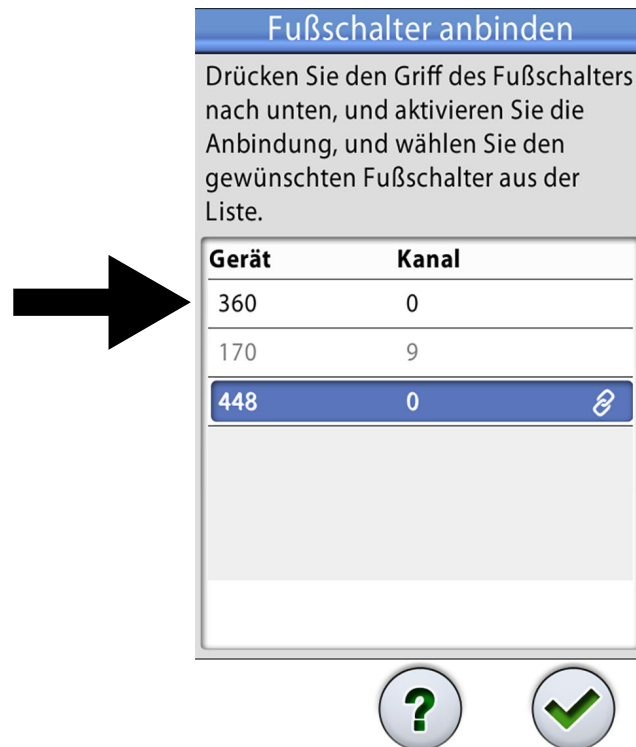 Fußschalter anbinden
Drücken Sie den Griff des Fußschalters
nach unten, und aktivieren Sie die
Anbindung, und wählen Sie den
gewünschten Fußschalter aus der
Liste.
Gerät Kanal
360 0
170 9
448 0
?